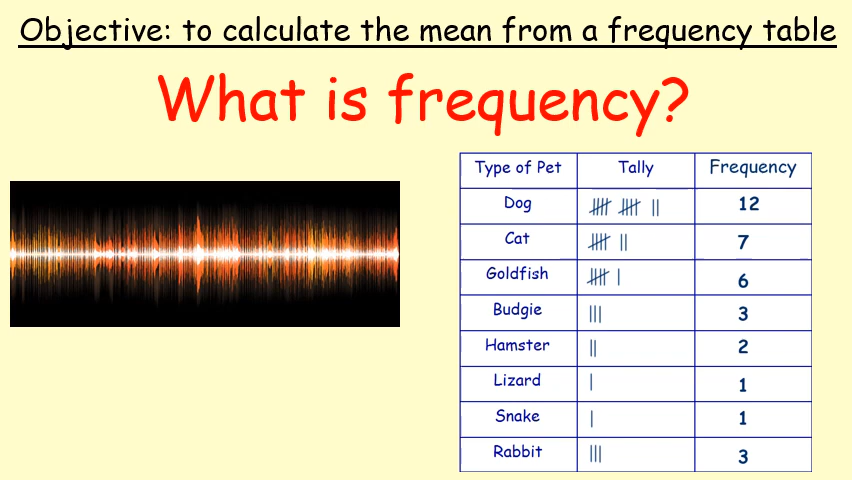 Objective: to calculate the mean from a frequency table
What is frequency?
Type of Pet Tally Frequency
Dog 12
Cat 7
Goldfish 6
Budgie 3
Hamster 2
Lizard 1
Snake 1
Rabbit 3